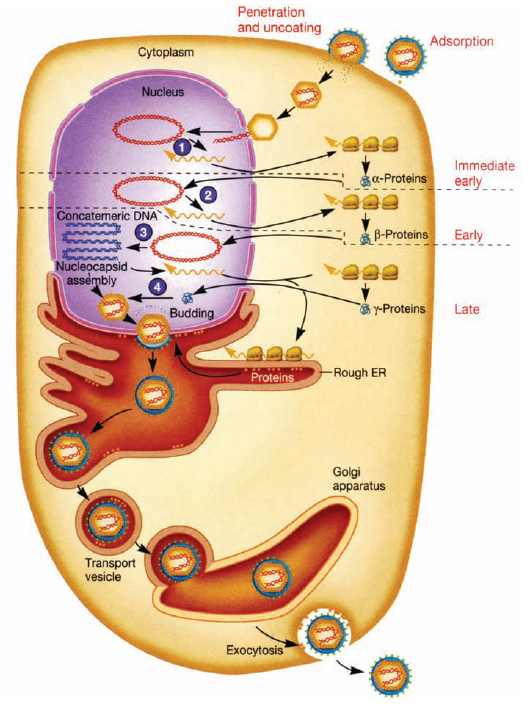 Penetration
and uncoating
Adsorption
Cytoplasm
Nucleus
1
α-Proteins
Immediate
early
2
Concatemeric DNA
3
β-Proteins
Early
Nucleocapsid
assembly
4
Budding
γ-Proteins
Late
Proteins
Rough ER
Golgi
apparatus
Transport
vesicle
Exocytosis